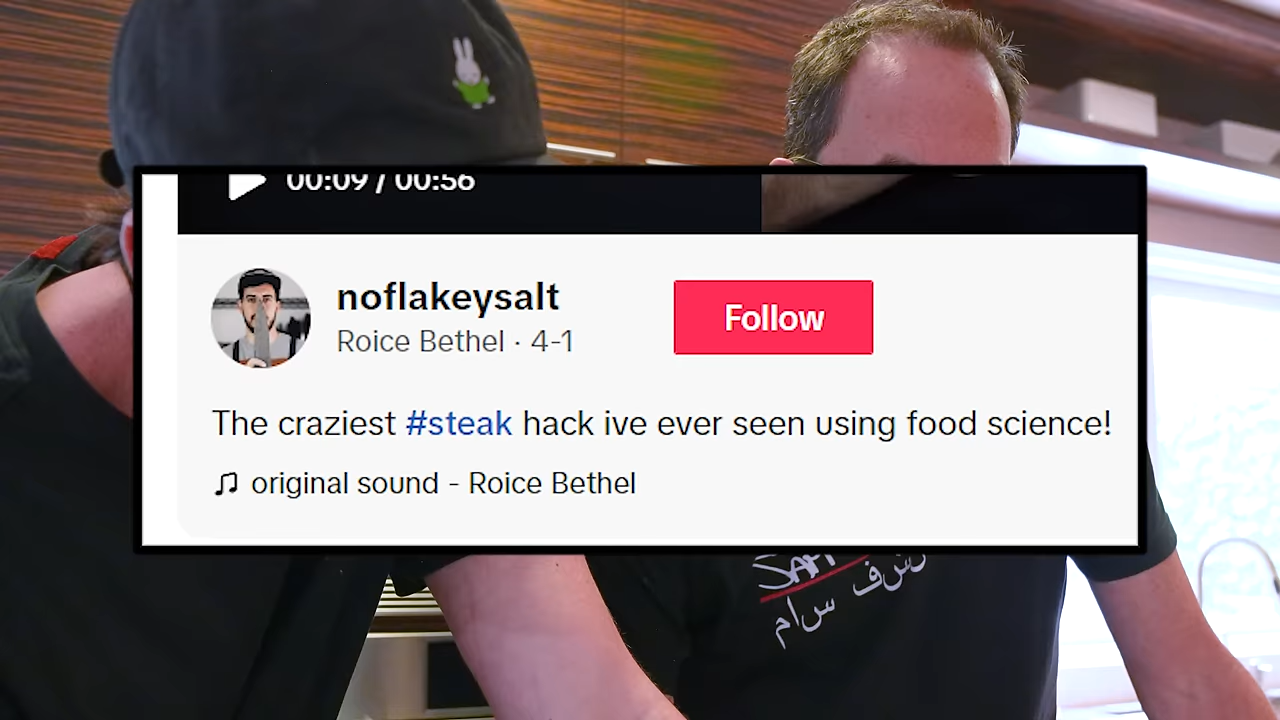 00:09 / 00:56
noflakeysalt
Roice Bethel · 4-1
Follow
The craziest #steak hack ive ever seen using food science!
original sound - Roice Bethel
سام